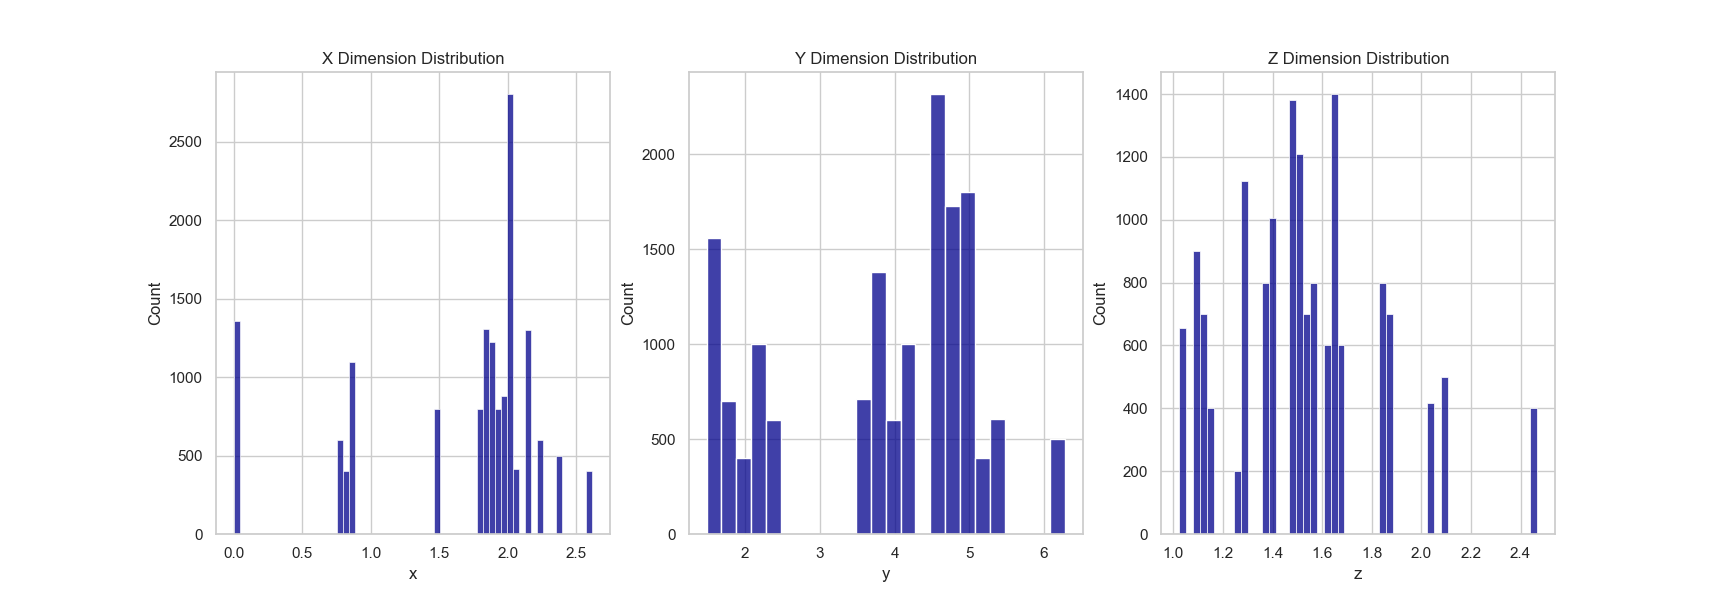 X Dimension Distribution
2500
2000
1500
1000
500
0
Count
0.0 0.5 1.0 1.5 2.0 2.5
x
Y Dimension Distribution
2000
1500
1000
500
0
Count
2 3 4 5 6
y
Z Dimension Distribution
1400
1200
1000
800
600
400
200
0
Count
1.0 1.2 1.4 1.6 1.8 2.0 2.2 2.4
z